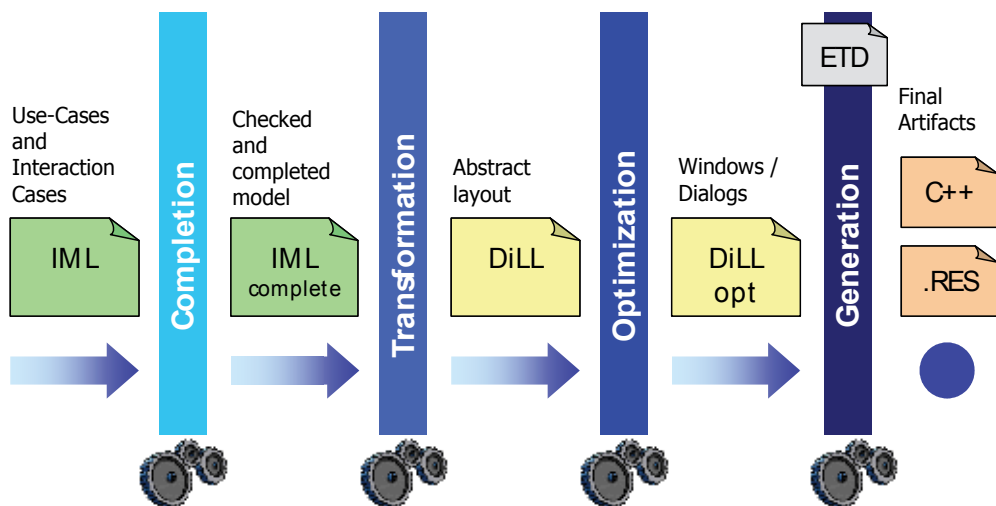 Use-Cases
and
Interaction
Cases
IML
Completion
Checked
and
completed
model
IML
complete
Transformation
Abstract
layout
DiLL
Optimization
Windows /
Dialogs
DiLL
opt
ETD
Generation
Final
Artifacts
C++
.RES